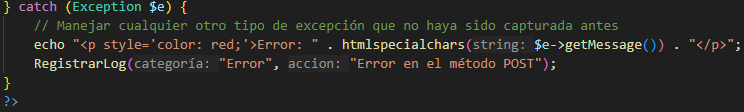 } catch (Exception $e) {
// Manejar cualquier otro tipo de excepción que no haya sido capturada antes
echo "<p style='color: red;'>Error: " . htmlspecialchars(string: $e->getMessage()) . "</p>";
RegistrarLog(categoría: "Error", accion: "Error en el método POST");
}
?>